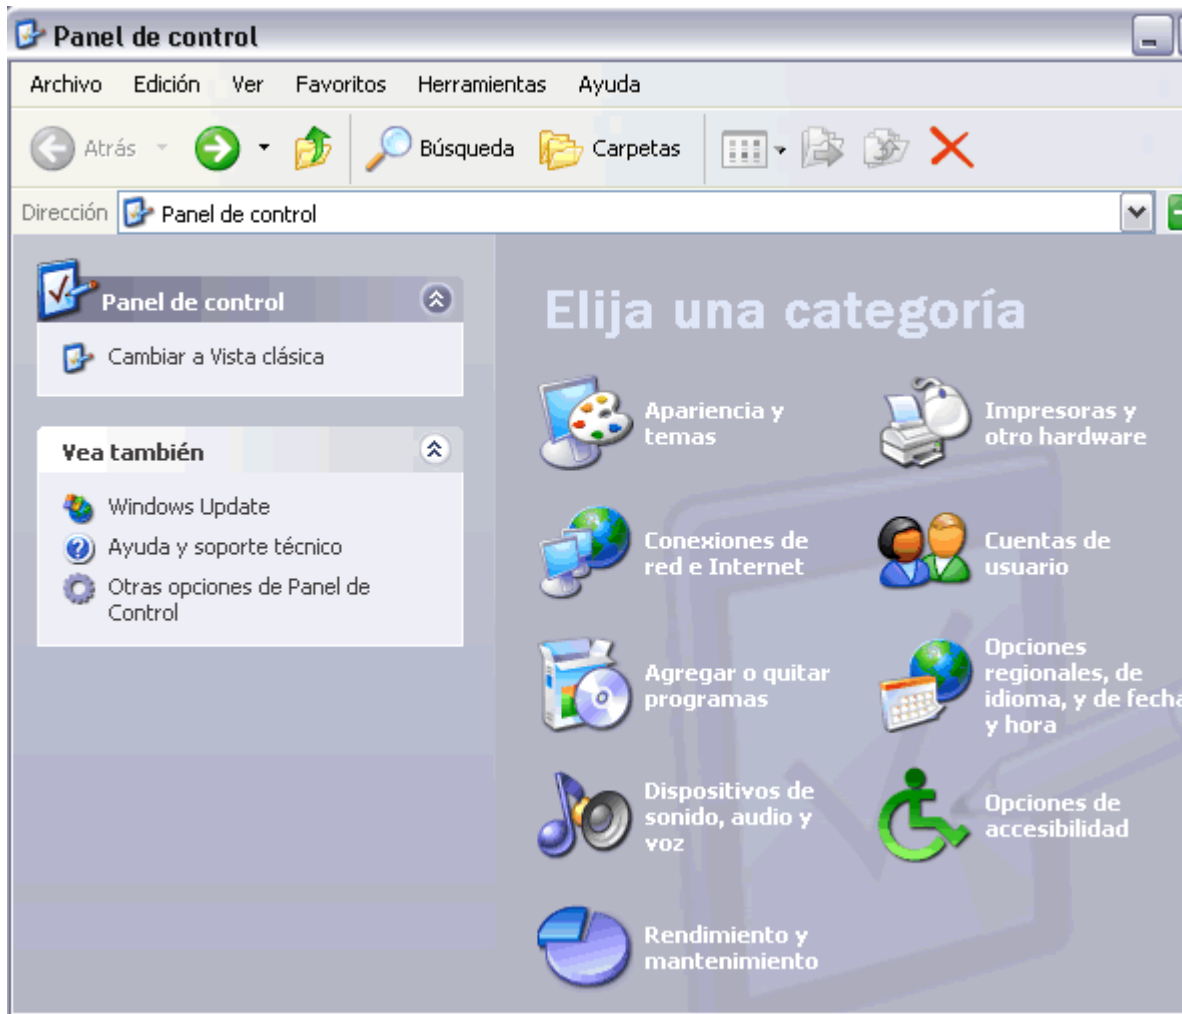 Panel de control
Archivo Edición Ver Favoritos Herramientas Ayuda
Atrás Búsqueda Carpetas
Dirección Panel de control
Panel de control
Cambiar a Vista clásica
Vea también
Windows Update
Ayuda y soporte técnico
Otras opciones de Panel de
Control
Elija una categoría
Apariencia y
temas
Impresoras y
otro hardware
Conexiones de
red e Internet
Cuentas de
usuario
Agregar o quitar
programas
Opciones
regionales, de
idioma, y de fecha
y hora
Dispositivos de
sonido, audio y
voz
Opciones de
accesibilidad
Rendimiento y
mantenimiento